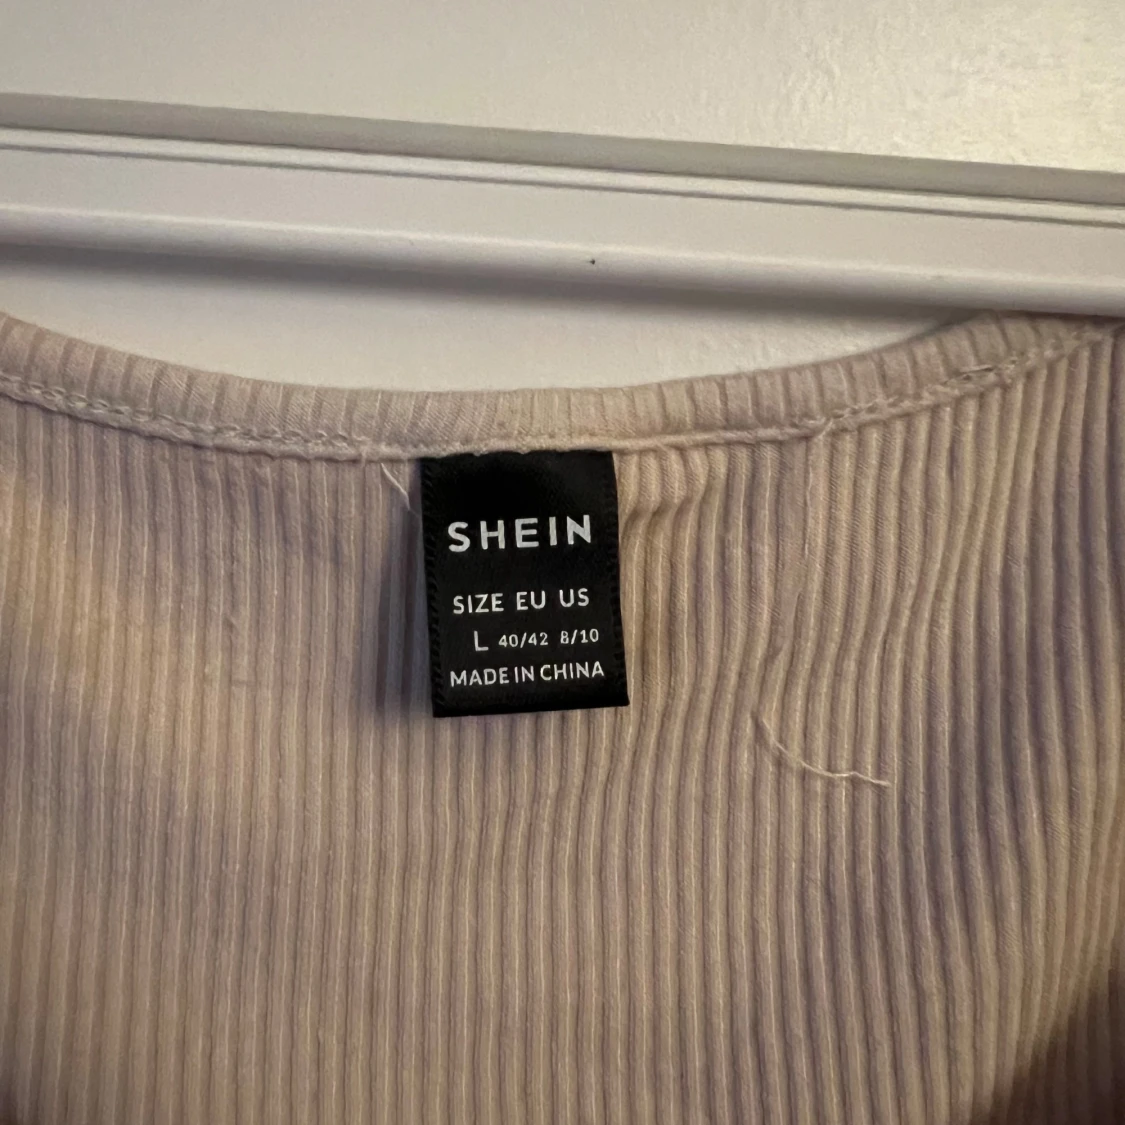 SHEIN
SIZE EU US
L 40/42 8/10
MADE IN CHINA